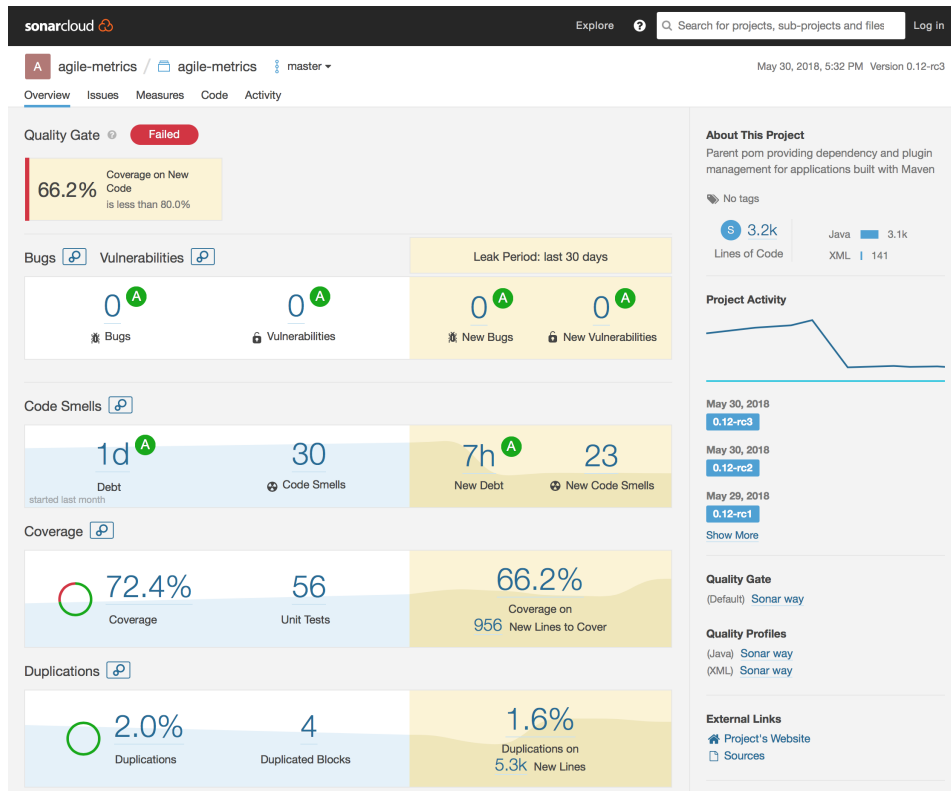 sonarcloud
Explore
Search for projects, sub-projects and files
Log in
A agile-metrics / agile-metrics master
May 30, 2018, 5:32 PM Version 0.12-rc3
Overview Issues Measures Code Activity
Quality Gate Failed
66.2%
Coverage on New
Code
is less than 80.0%
Bugs Vulnerabilities
Leak Period: last 30 days
0 A
Bugs
0 A
Vulnerabilities
0 A
New Bugs
0 A
New Vulnerabilities
Code Smells
1d A
Debt
started last month
30
Code Smells
7h A
New Debt
23
New Code Smells
Coverage
72.4%
Coverage
56
Unit Tests
66.2%
Coverage on
956 New Lines to Cover
Duplications
2.0%
Duplications
4
Duplicated Blocks
1.6%
Duplications on
5.3k New Lines
About This Project
Parent pom providing dependency and plugin
management for applications built with Maven
No tags
S 3.2k
Lines of Code
Java 3.1k
XML 141
Project Activity
May 30, 2018
0.12-rc3
May 30, 2018
0.12-rc2
May 29, 2018
0.12-rc1
Show More
Quality Gate
(Default) Sonar way
Quality Profiles
(Java) Sonar way
(XML) Sonar way
External Links
Project's Website
Sources